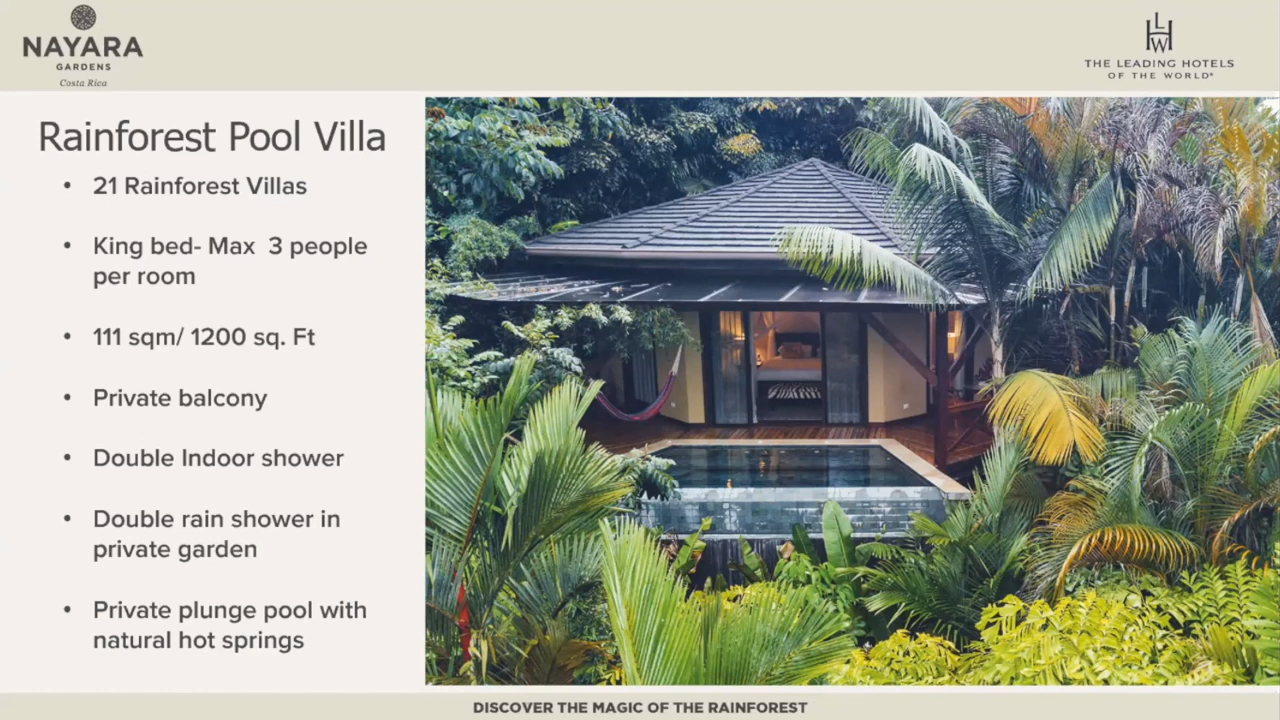 NAYARA
GARDENS
Costa Rica
L
H
W
THE LEADING HOTELS
OF THE WORLD®
Rainforest Pool Villa
• 21 Rainforest Villas
• King bed- Max  3 people
per room
• 111 sqm/ 1200 sq. Ft
• Private balcony
• Double Indoor shower
• Double rain shower in
private garden
• Private plunge pool with
natural hot springs
DISCOVER THE MAGIC OF THE RAINFOREST